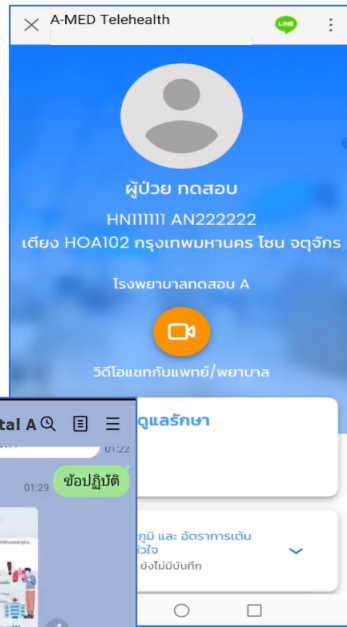 A-MED Telehealth
LINE
ผู้ป่วย ทดสอบ
HN111111 AN222222
เตียง HOA102 กรุงเทพมหานคร โซน จตุจักร
โรงพยาบาลทดสอบ A
วิดีโอแชทกับแพทย์/พยาบาล
ดูแลรักษา
tal A
01:22
01:29 ข้อปฏิบัติ
ภูมิ และ อัตราการเต้น
หัวใจ
ยังไม่มีบันทึก